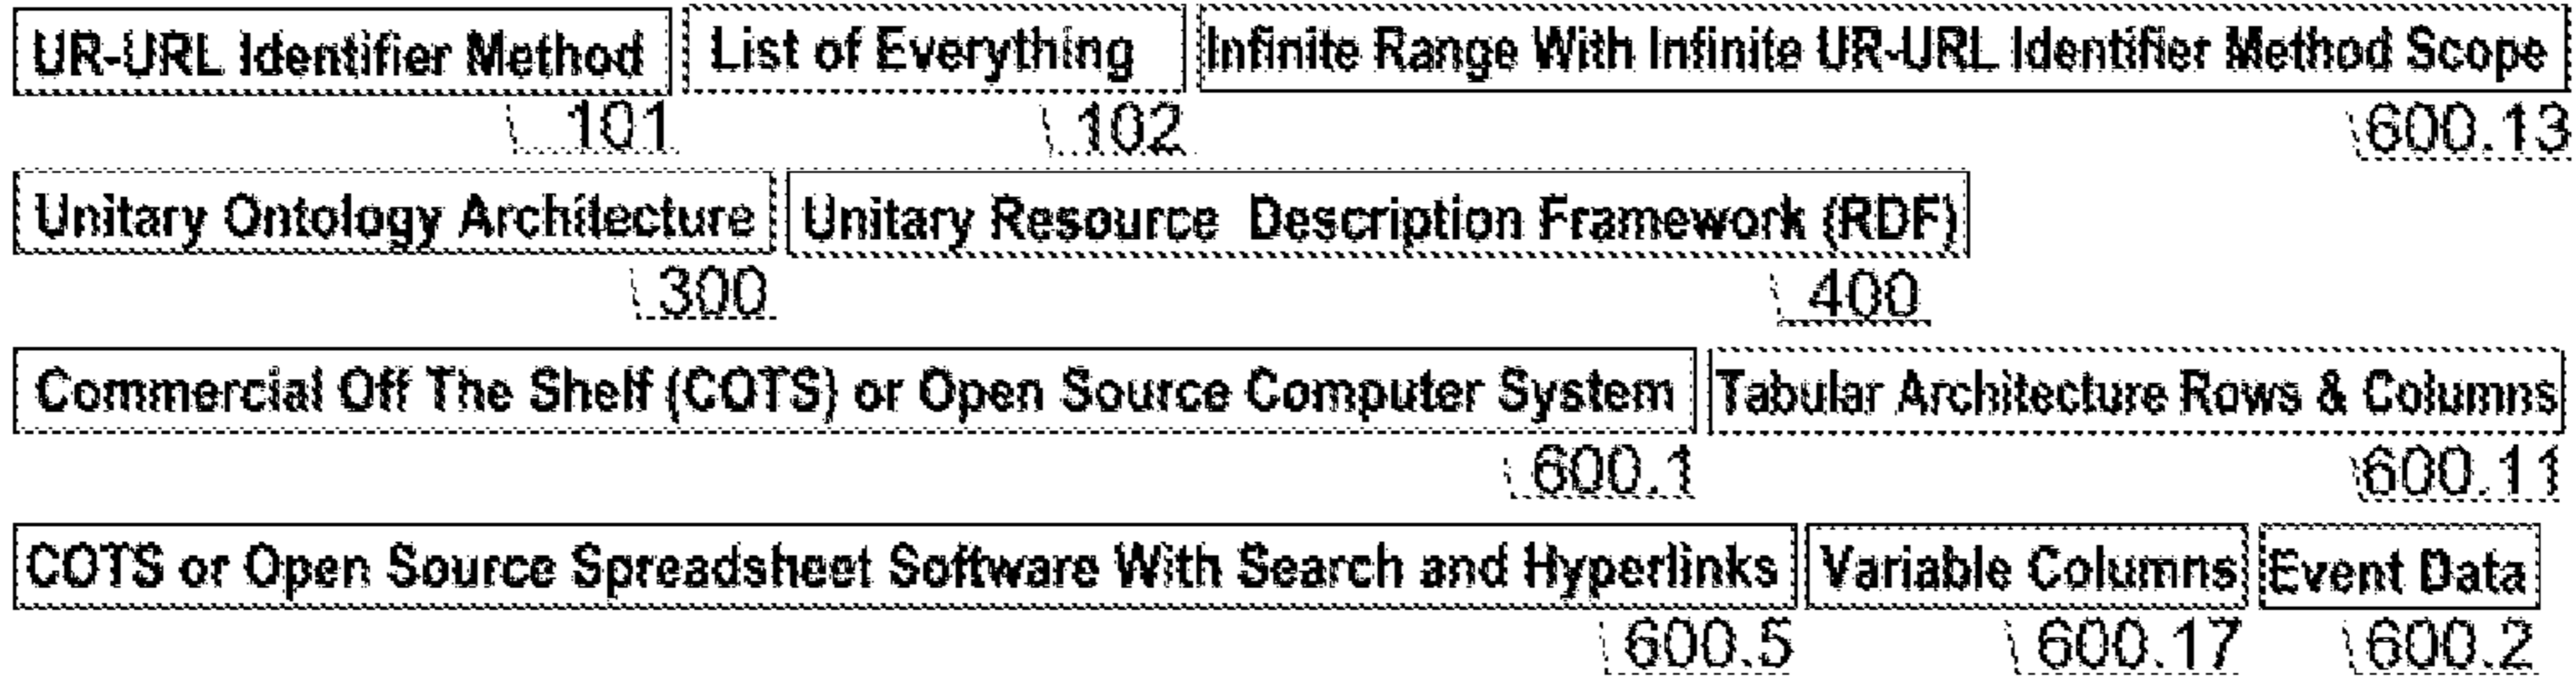 UR-URL Identifier Method List of Everything Infinite Range With Infinite UR-URL Identifier Method Scope
101 102 600.13
Unitary Ontology Architecture Unitary Resource Description Framework (RDF)
300 400
Commercial Off The Shelf (COTS) or Open Source Computer System Tabular Architecture Rows & Columns
600.1 600.11
COTS or Open Source Spreadsheet Software With Search and Hyperlinks Variable Columns Event Data
600.5 600.17 600.2